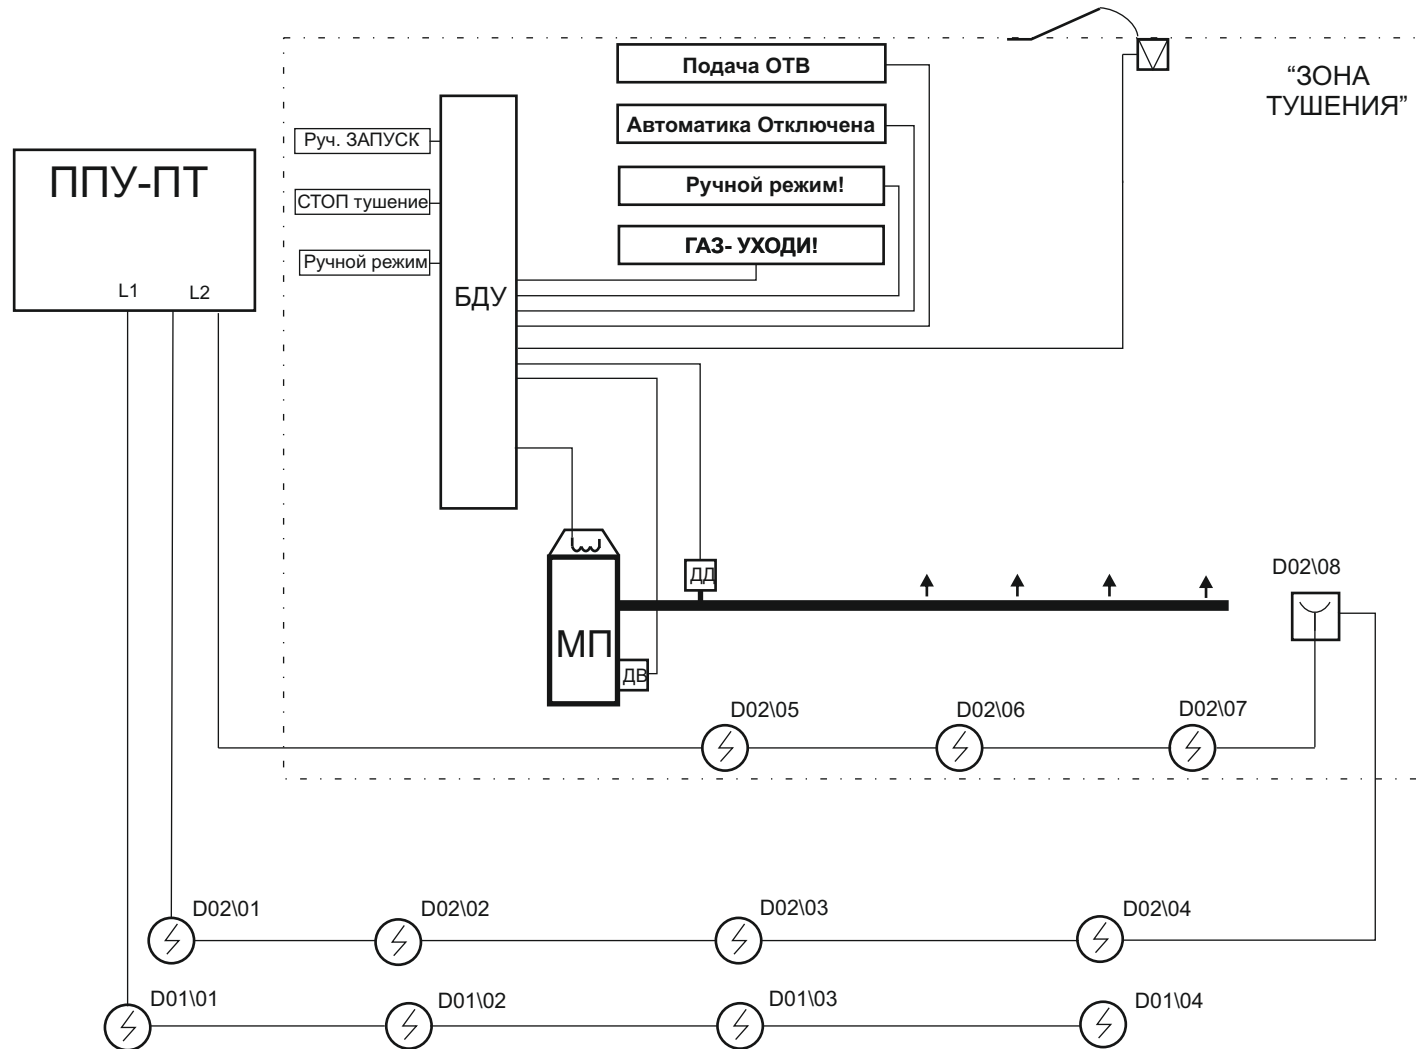 Подача ОТВ
“ЗОНА
ТУШЕНИЯ”
Автоматика Отключена
Руч. ЗАПУСК
ППУ-ПТ
Ручной режим!
СТОП тушение
ГАЗ- УХОДИ!
Ручной режим
L1
L2
БДУ
ДД
D02\08
МП
ДВ
D02\05
D02\06
D02\07
D02\01
D02\02
D02\03
D02\04
D01\01
D01\02
D01\03
D01\04